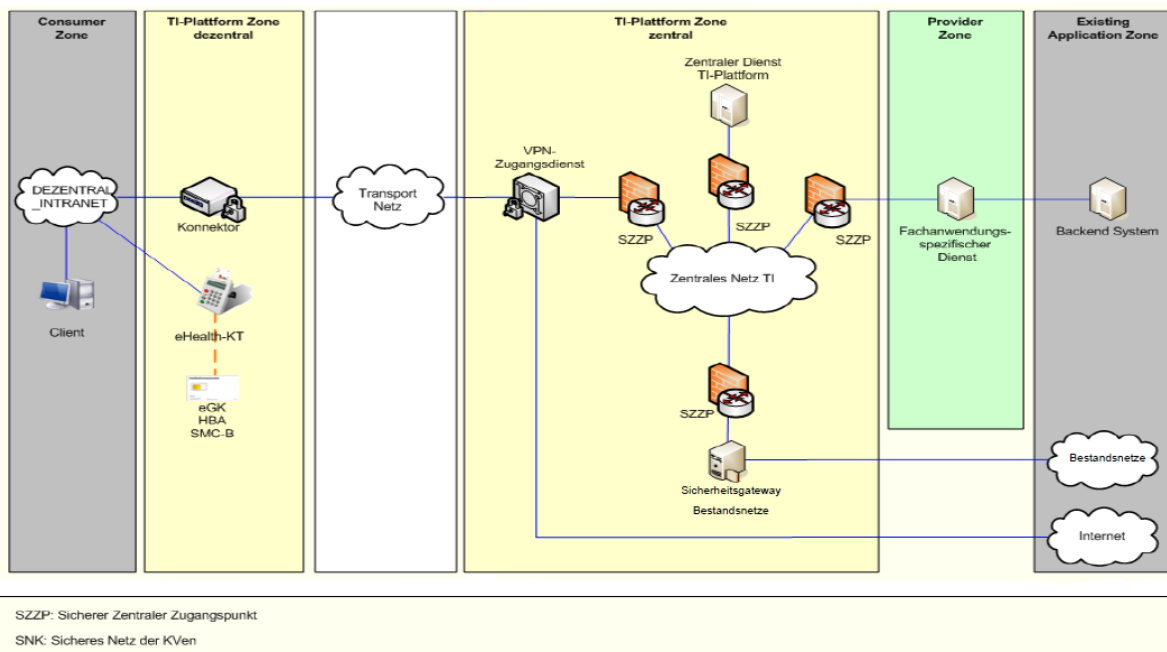 Consumer
Zone
TI-Plattform Zone
dezentral
TI-Plattform Zone
zentral
Provider
Zone
Existing
Application Zone
Zentraler Dienst
TI-Plattform
VPN-
Zugangsdienst
DEZENTRAL
_INTRANET
Konnektor
Transport
Netz
SZZP
SZZP
SZZP
Fachanwendungs-
spezifischer
Dienst
Backend System
Zentrales Netz TI
Client
eHealth-KT
eGK
HBA
SMC-B
SZZP
Sicherheitsgateway
Bestandsnetze
Bestandsnetze
Internet
SZZP: Sicherer Zentraler Zugangspunkt
SNK: Sicheres Netz der KVen